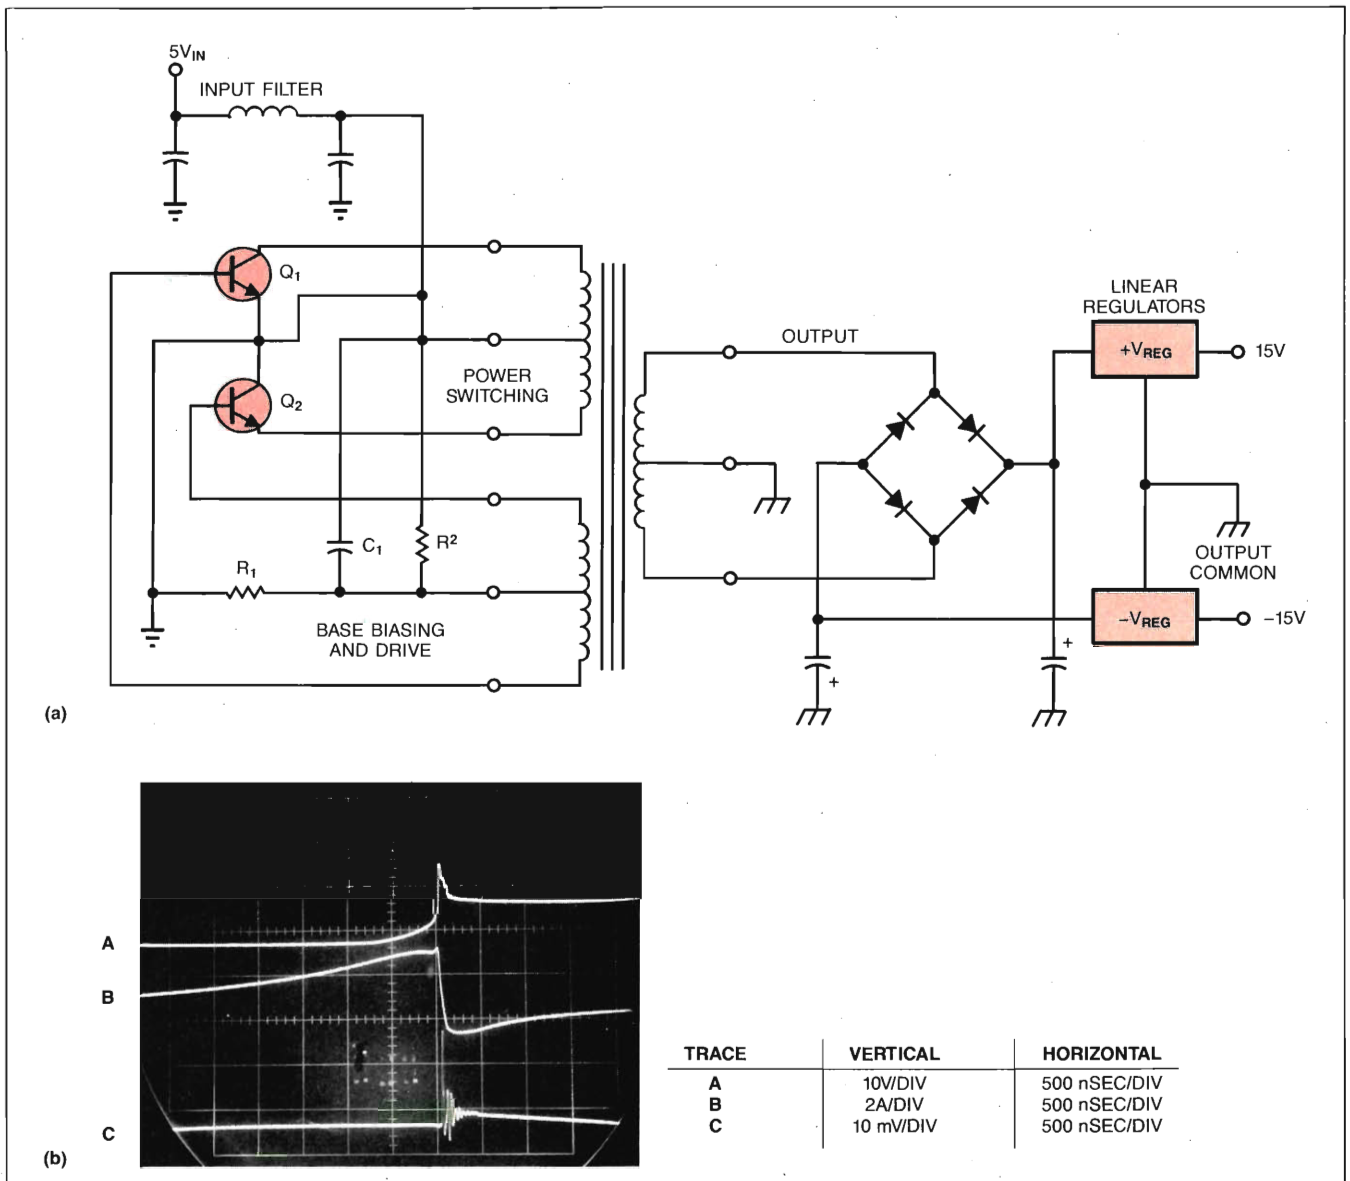 5VIN
INPUT FILTER
Q1
Q2
POWER
SWITCHING
C1
R2
R1
BASE BIASING
AND DRIVE
OUTPUT
LINEAR
REGULATORS
+VREG
15V
OUTPUT
COMMON
-VREG
-15V
+
+
(a)
A
B
C
(b)
TRACE VERTICAL HORIZONTAL
A 10V/DIV 500 nSEC/DIV
B 2A/DIV 500 nSEC/DIV
C 10 mV/DIV 500 nSEC/DIV